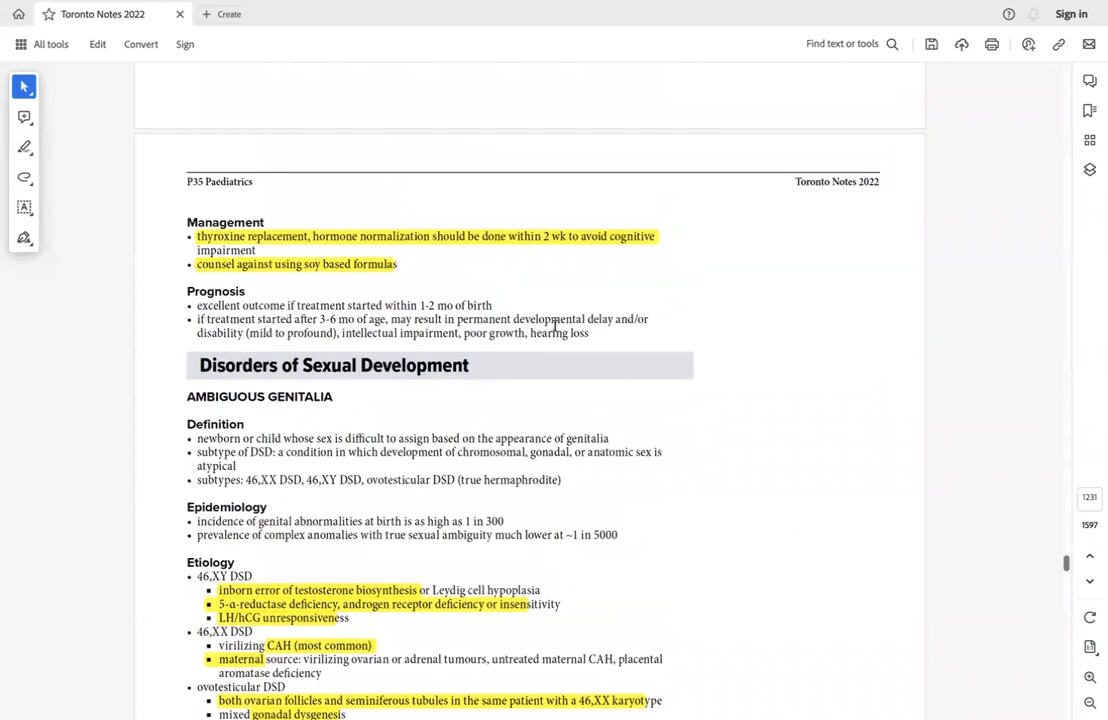 Toronto Notes 2022
+ Create
Sign in
All tools
Edit
Convert
Sign
Find text or tools
P35 Paediatrics
Toronto Notes 2022
Management
• thyroxine replacement, hormone normalization should be done within 2 wk to avoid cognitive
impairment
• counsel against using soy based formulas
Prognosis
• excellent outcome if treatment started within 1-2 mo of birth
• if treatment started after 3-6 mo of age, may result in permanent developmental delay and/or
disability (mild to profound), intellectual impairment, poor growth, hearing loss
Disorders of Sexual Development
AMBIGUOUS GENITALIA
Definition
• newborn or child whose sex is difficult to assign based on the appearance of genitalia
• subtype of DSD: a condition in which development of chromosomal, gonadal, or anatomic sex is
atypical
• subtypes: 46,XX DSD, 46,XY DSD, ovotesticular DSD (true hermaphrodite)
Epidemiology
• incidence of genital abnormalities at birth is as high as 1 in 300
• prevalence of complex anomalies with true sexual ambiguity much lower at ~1 in 5000
Etiology
• 46,XY DSD
▪ inborn error of testosterone biosynthesis or Leydig cell hypoplasia
▪ 5-α-reductase deficiency, androgen receptor deficiency or insensitivity
▪ LH/hCG unresponsiveness
• 46,XX DSD
▪ virilizing CAH (most common)
▪ maternal source: virilizing ovarian or adrenal tumours, untreated maternal CAH, placental
aromatase deficiency
• ovotesticular DSD
▪ both ovarian follicles and seminiferous tubules in the same patient with a 46,XX karyotype
▪ mixed gonadal dysgenesis
1231
1597